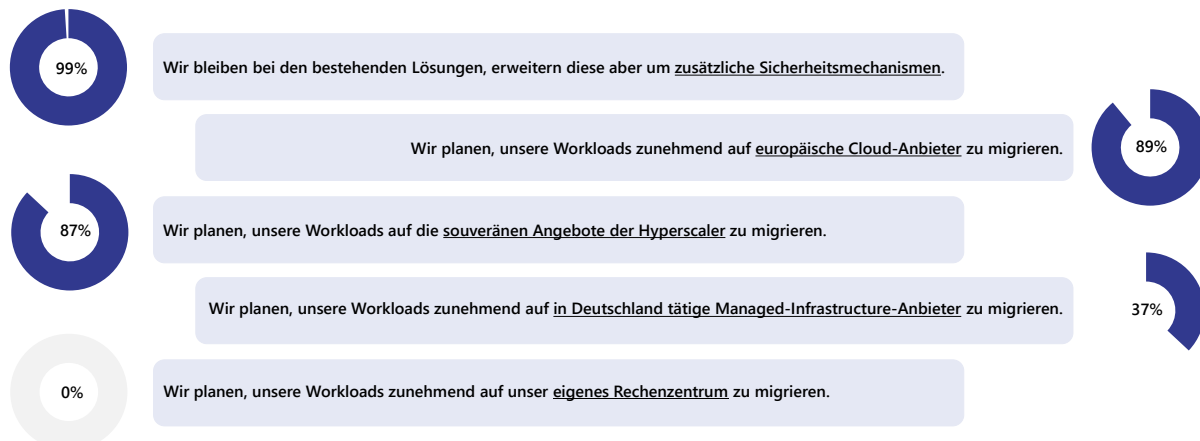 99%
Wir bleiben bei den bestehenden Lösungen, erweitern diese aber um zusätzliche Sicherheitsmechanismen.
Wir planen, unsere Workloads zunehmend auf europäische Cloud-Anbieter zu migrieren.
89%
87%
Wir planen, unsere Workloads auf die souveränen Angebote der Hyperscaler zu migrieren.
Wir planen, unsere Workloads zunehmend auf in Deutschland tätige Managed-Infrastructure-Anbieter zu migrieren.
37%
0%
Wir planen, unsere Workloads zunehmend auf unser eigenes Rechenzentrum zu migrieren.